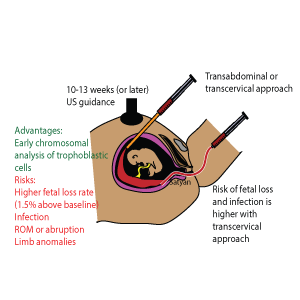 Transabdominal or
transcervical approach
10-13 weeks (or later)
US guidance
Advantages:
Early chromosomal
analysis of trophoblastic
cells
Risks:
Higher fetal loss rate
(1.5% above baseline)
Infection
ROM or abruption
Limb anomalies
Satyan
Risk of fetal loss
and infection is
higher with
transcervical
approach